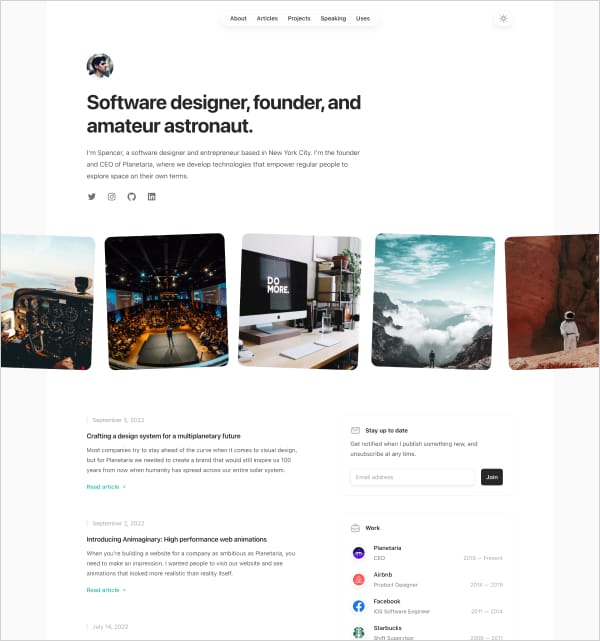 About Articles Projects Speaking Uses
Software designer, founder, and
amateur astronaut.
I'm Spencer, a software designer and entrepreneur based in New York City. I'm the founder
and CEO of Planetaria, where we develop technologies that empower regular people to
explore space on their own terms.
DO
MORE.
September 5, 2022
Crafting a design system for a multiplanetary future
Most companies try to stay ahead of the curve when it comes to visual design,
but for Planetaria we needed to create a brand that would still inspire us 100
years from now when humanity has spread across our entire solar system.
Read article
September 2, 2022
Introducing Animaginary: High performance web animations
When you're building a website for a company as ambitious as Planetaria, you
need to make an impression. I wanted people to visit our website and see
animations that looked more realistic than reality itself.
Read article
July 14, 2022
Stay up to date
Get notified when I publish something new, and
unsubscribe at any time.
Email address Join
Work
Planetaria
CEO 2019 — Present
Airbnb
Product Designer 2014 — 2019
Facebook
iOS Software Engineer 2011 — 2014
Starbucks
Shift Supervisor 2008 — 2011